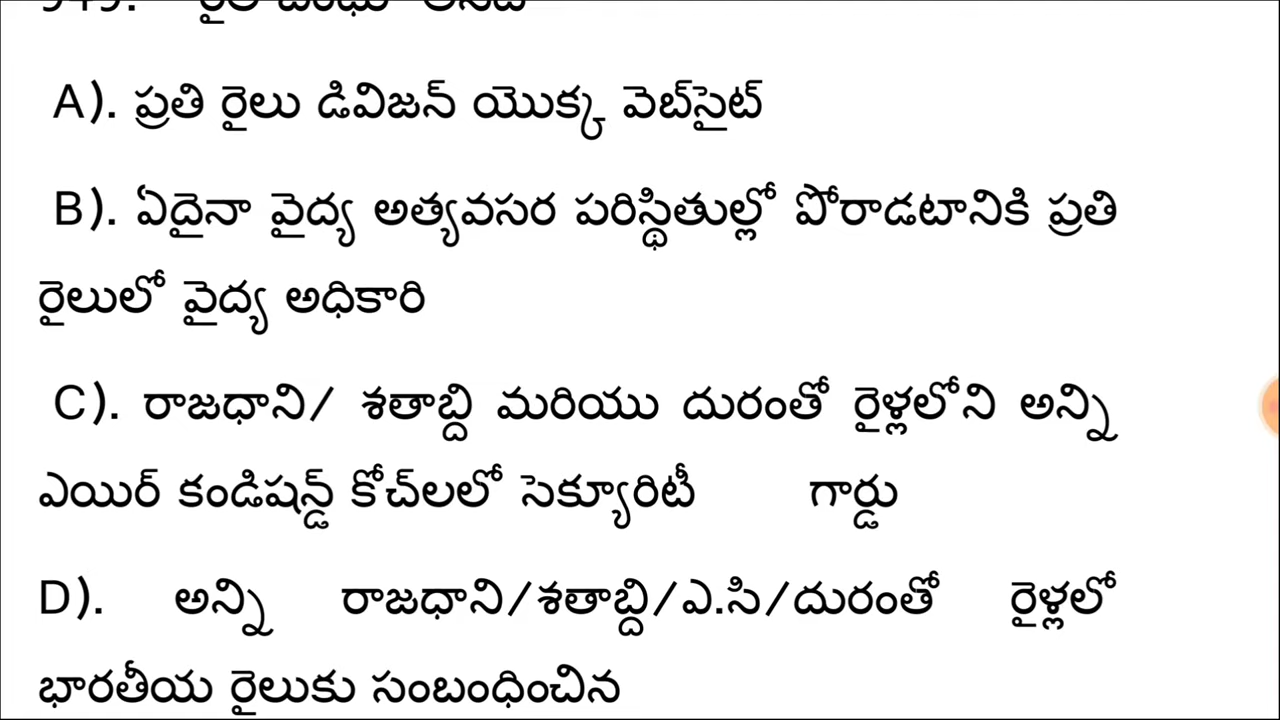 A). ప్రతి రైలు డివిజన్ యొక్క వెబ్‌సైట్
B). ఏదైనా వైద్య అత్యవసర పరిస్థితుల్లో పోరాడటానికి ప్రతి
రైలులో వైద్య అధికారి
C). రాజధాని/ శతాబ్ది మరియు దురంతో రైళ్లలోని అన్ని
ఎయిర్ కండిషన్డ్ కోచ్‌లలో సెక్యూరిటీ గార్డు
D). అన్ని రాజధాని/శతాబ్ది/ఎ.సి/దురంతో రైళ్లలో
భారతీయ రైలుకు సంబంధించిన